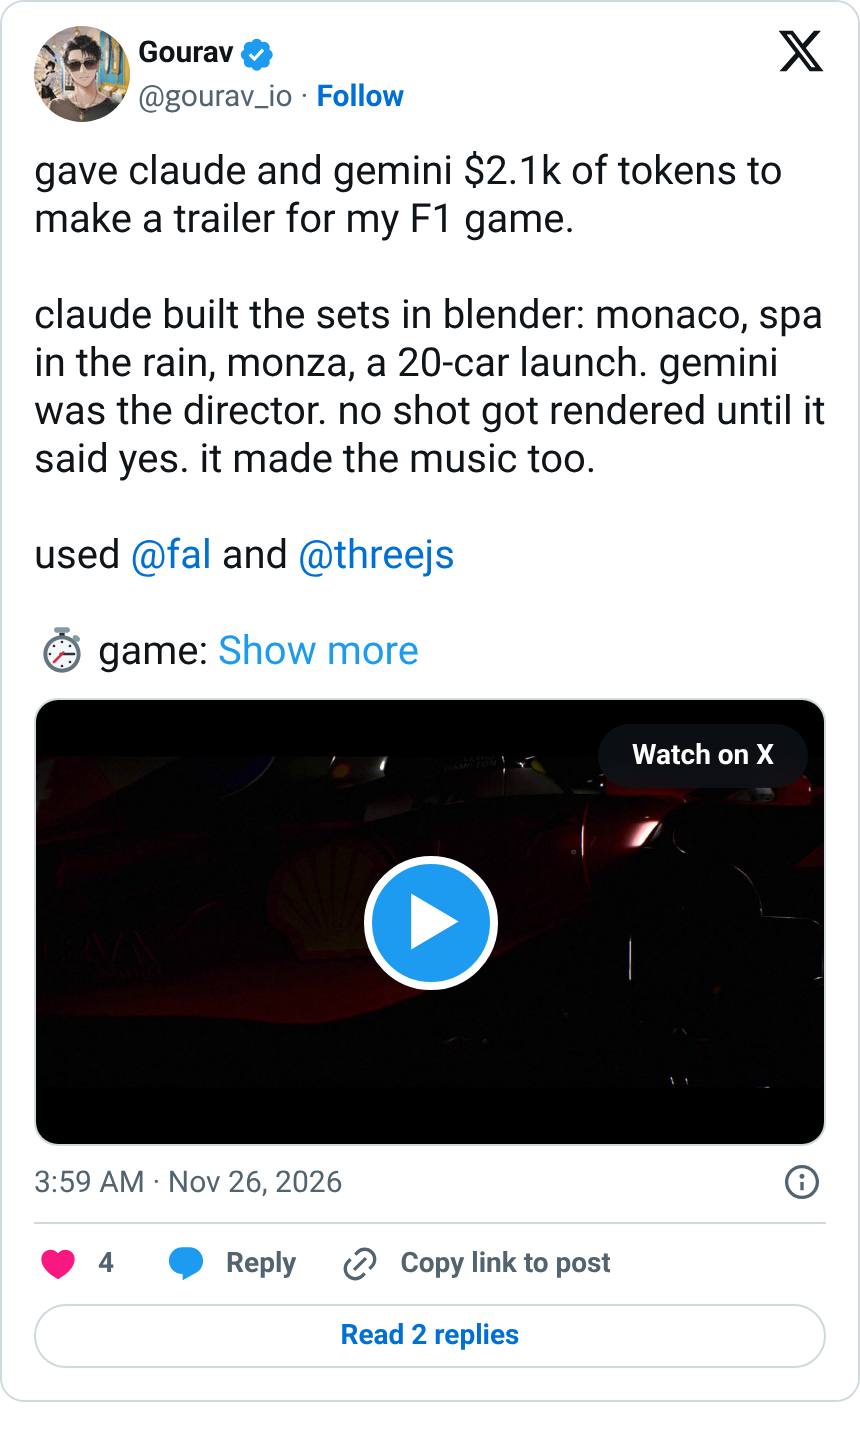 Gourav
@gourav_io · Follow
gave claude and gemini $2.1k of tokens to
make a trailer for my F1 game.
claude built the sets in blender: monaco, spa
in the rain, monza, a 20-car launch. gemini
was the director. no shot got rendered until it
said yes. it made the music too.
used @fal and @threejs
⏱️ game: Show more
Watch on X
3:59 AM · Nov 26, 2026
4
Reply
Copy link to post
Read 2 replies